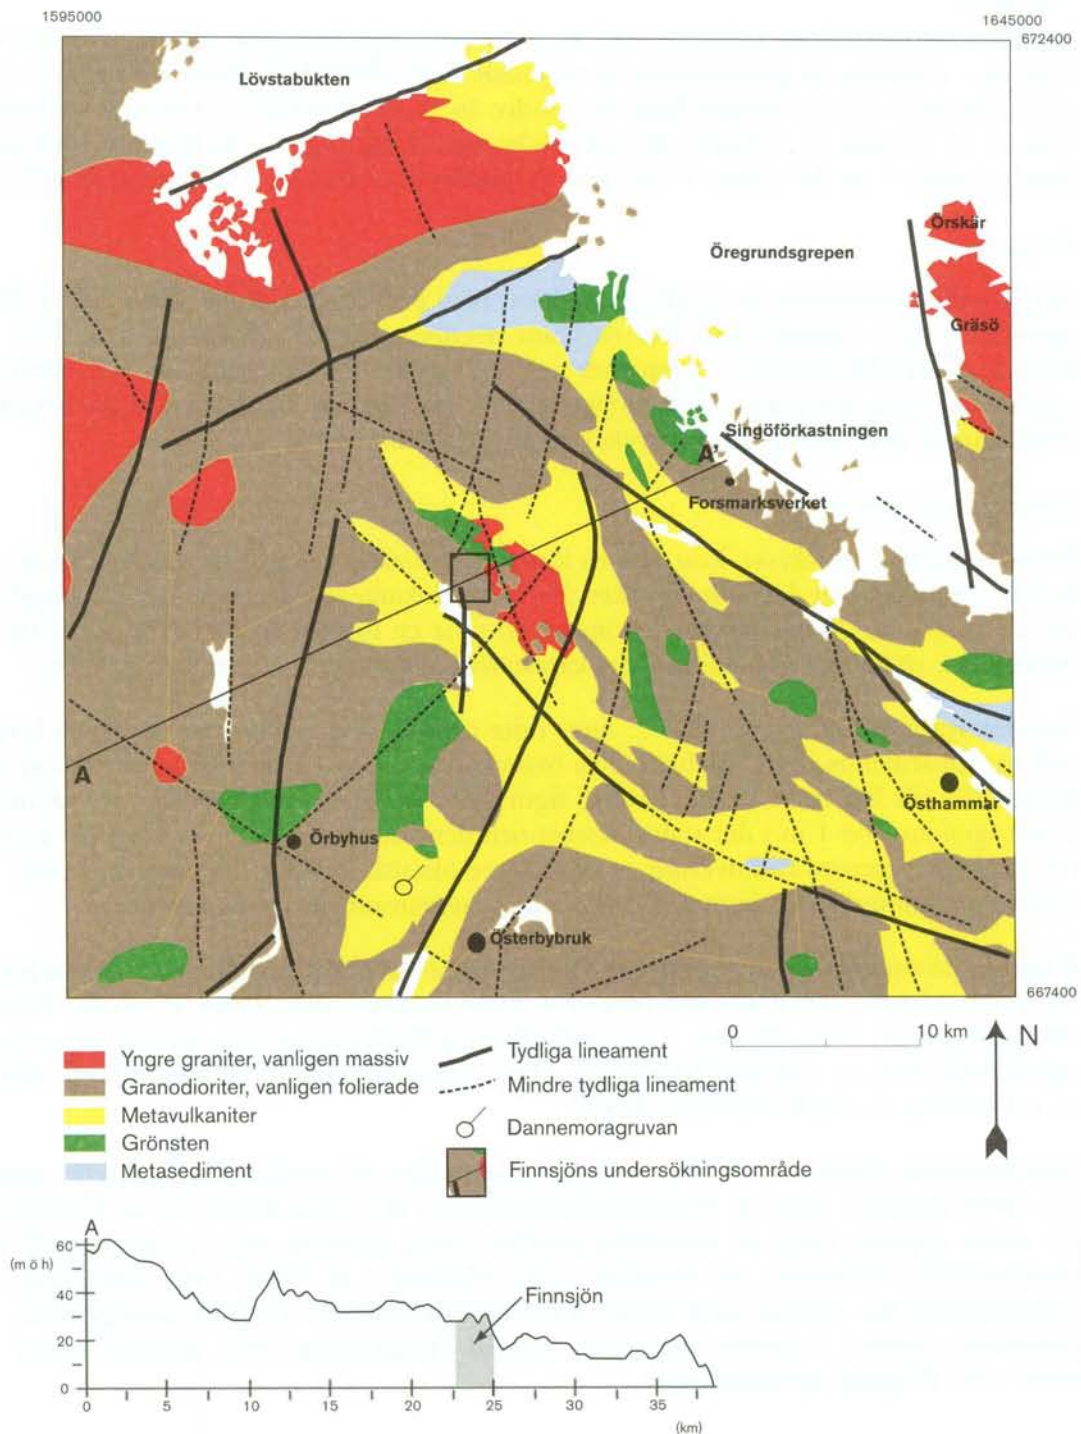 1595000
1645000
672400
Lövstabukten
Örskär
Öregrundsgrepen
Gräsö
Singöförkastningen
A'
Forsmarksverket
A
Östhammar
Örbyhus
Österbybruk
667400
0 10 km
N
Yngre graniter, vanligen massiv
Granodioriter, vanligen folierade
Metavulkaniter
Grönsten
Metasediment
Tydliga lineament
Mindre tydliga lineament
Dannemoragruvan
Finnsjöns undersökningsområde
A
60
(m ö h)
40
20
0
Finnsjön
0 5 10 15 20 25 30 35
(km)